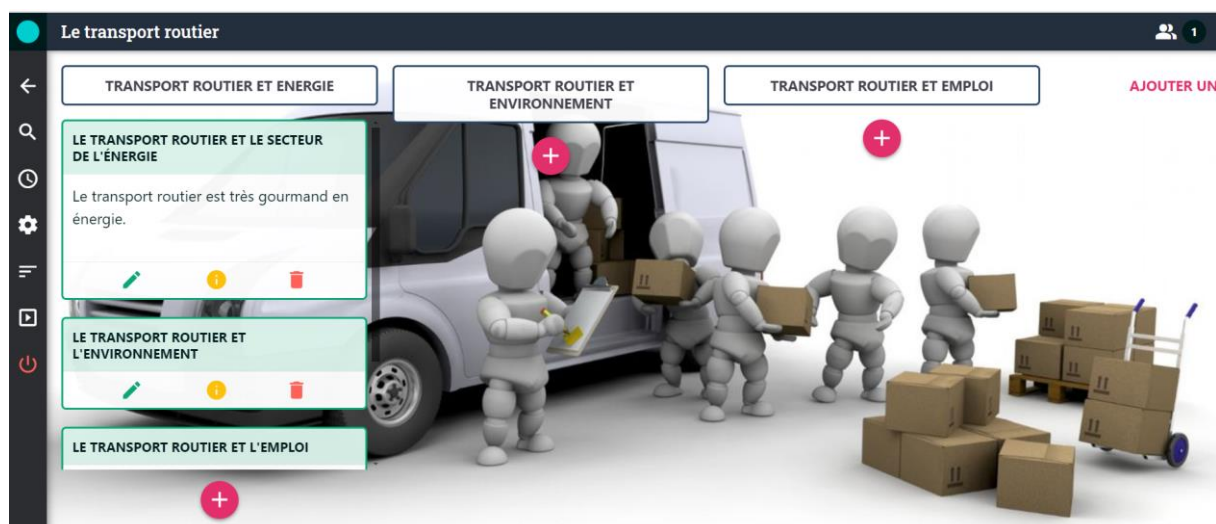 Le transport routier
1
TRANSPORT ROUTIER ET ENERGIE
TRANSPORT ROUTIER ET
ENVIRONNEMENT
TRANSPORT ROUTIER ET EMPLOI
AJOUTER UN
LE TRANSPORT ROUTIER ET LE SECTEUR
DE L'ÉNERGIE
Le transport routier est très gourmand en
énergie.
LE TRANSPORT ROUTIER ET
L'ENVIRONNEMENT
LE TRANSPORT ROUTIER ET L'EMPLOI